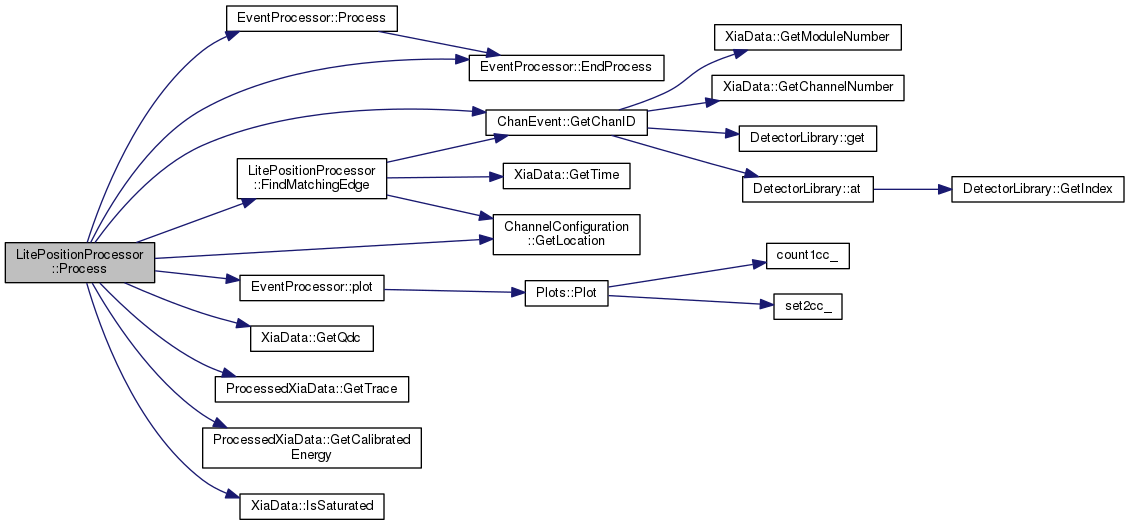 EventProcessor::Process
XiaData::GetModuleNumber
EventProcessor::EndProcess
XiaData::GetChannelNumber
ChanEvent::GetChanID
DetectorLibrary::get
LitePositionProcessor
::FindMatchingEdge
XiaData::GetTime
DetectorLibrary::at
DetectorLibrary::GetIndex
ChannelConfiguration
::GetLocation
LitePositionProcessor
::Process
count1cc_
EventProcessor::plot
Plots::Plot
set2cc_
XiaData::GetQdc
ProcessedXiaData::GetTrace
ProcessedXiaData::GetCalibrated
Energy
XiaData::IsSaturated